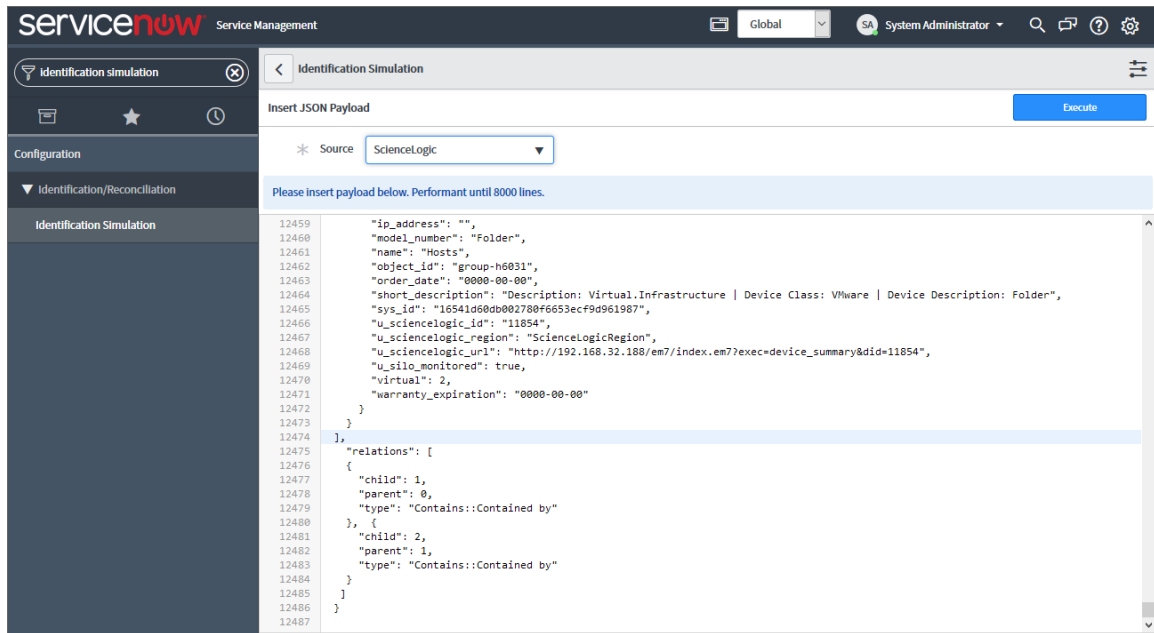 servicenow Service Management
Global
SA System Administrator
identification simulation
Configuration
Identification/Reconciliation
Identification Simulation
Identification Simulation
Insert JSON Payload
Execute
Source ScienceLogic
Please insert payload below. Performant until 8000 lines.
12459 "ip_address": "",
12460 "model_number": "Folder",
12461 "name": "Hosts",
12462 "object_id": "group-h6031",
12463 "order_date": "0000-00-00",
12464 "short_description": "Description: Virtual.Infrastructure | Device Class: VMware | Device Description: Folder",
12465 "sys_id": "16541d60db002780f6653ecf9d961987",
12466 "u_sciencelogic_id": "11854",
12467 "u_sciencelogic_region": "ScienceLogicRegion",
12468 "u_sciencelogic_url": "http://192.168.32.188/em7/index.em7?exec=device_summary&did=11854",
12469 "u_silo_monitored": true,
12470 "virtual": 2,
12471 "warranty_expiration": "0000-00-00"
12472 }
12473 }
12474 ],
12475 "relations": [
12476 {
12477 "child": 1,
12478 "parent": 0,
12479 "type": "Contains::Contained by"
12480 }, {
12481 "child": 2,
12482 "parent": 1,
12483 "type": "Contains::Contained by"
12484 }
12485 ]
12486 }
12487